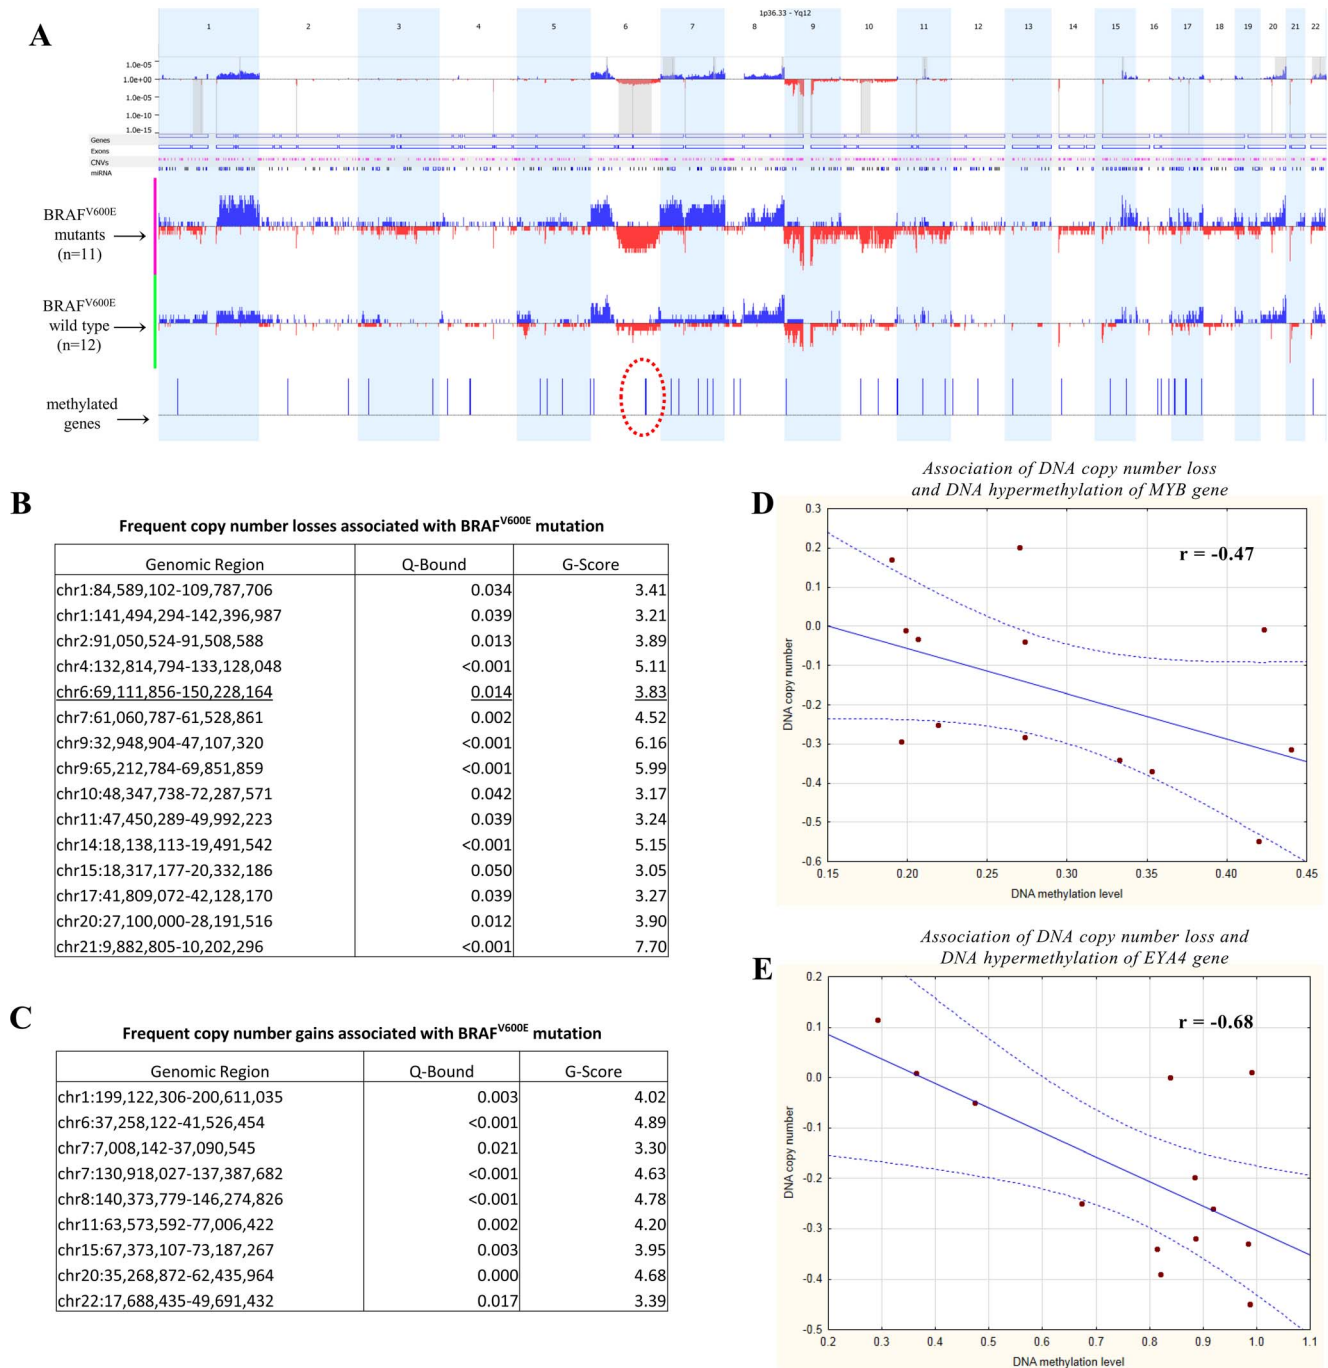 1p36.33 - Yq12
1 2 3 4 5 6 7 8 9 10 11 12 13 14 15 16 17 18 19 20 21 22
A
1.0e-05
1.0e+00
1.0e-05
1.0e-10
1.0e-15
Genes
Exons
CNVs
miRNA
BRAFV600E
mutants
(n=11)
BRAFV600E
wild type
(n=12)
methylated
genes
B
Frequent copy number losses associated with BRAFV600E mutation
Genomic Region Q-Bound G-Score
chr1:84,589,102-109,787,706 0.034 3.41
chr1:141,494,294-142,396,987 0.039 3.21
chr2:91,050,524-91,508,588 0.013 3.89
chr4:132,814,794-133,128,048 <0.001 5.11
chr6:69,111,856-150,228,164 0.014 3.83
chr7:61,060,787-61,528,861 0.002 4.52
chr9:32,948,904-47,107,320 <0.001 6.16
chr9:65,212,784-69,851,859 <0.001 5.99
chr10:48,347,738-72,287,571 0.042 3.17
chr11:47,450,289-49,992,223 0.039 3.24
chr14:18,138,113-19,491,542 <0.001 5.15
chr15:18,317,177-20,332,186 0.050 3.05
chr17:41,809,072-42,128,170 0.039 3.27
chr20:27,100,000-28,191,516 0.012 3.90
chr21:9,882,805-10,202,296 <0.001 7.70
C
Frequent copy number gains associated with BRAFV600E mutation
Genomic Region Q-Bound G-Score
chr1:199,122,306-200,611,035 0.003 4.02
chr6:37,258,122-41,526,454 <0.001 4.89
chr7:7,008,142-37,090,545 0.021 3.30
chr7:130,918,027-137,387,682 <0.001 4.63
chr8:140,373,779-146,274,826 <0.001 4.78
chr11:63,573,592-77,006,422 0.002 4.20
chr15:67,373,107-73,187,267 0.003 3.95
chr20:35,268,872-62,435,964 0.000 4.68
chr22:17,688,435-49,691,432 0.017 3.39
D
Association of DNA copy number loss
and DNA hypermethylation of MYB gene
r = -0.47
DNA copy number
0.3
0.2
0.1
0.0
-0.1
-0.2
-0.3
-0.4
-0.5
-0.6
0.15 0.20 0.25 0.30 0.35 0.40 0.45
DNA methylation level
E
Association of DNA copy number loss and
DNA hypermethylation of EYA4 gene
r = -0.68
DNA copy number
0.2
0.1
0.0
-0.1
-0.2
-0.3
-0.4
-0.5
0.2 0.3 0.4 0.5 0.6 0.7 0.8 0.9 1.0 1.1
DNA methylation level